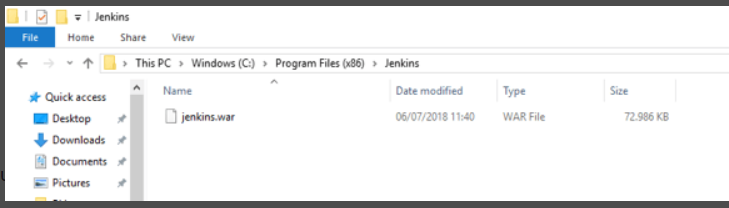 Jenkins
File Home Share View
This PC > Windows (C:) > Program Files (x86) > Jenkins
Name Date modified Type Size
Quick access
jenkins.war 06/07/2018 11:40 WAR File 72.986 KB
Desktop
Downloads
Documents
Pictures